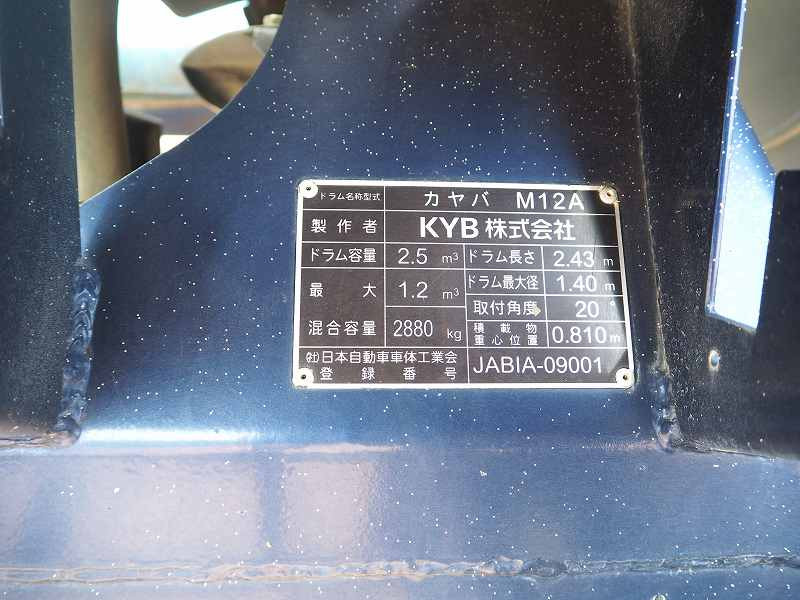 ドラム名称型式 カヤバ M12A
製作者 KYB株式会社
ドラム容量 2.5 m³ ドラム長さ 2.43 m
最大 1.2 m³ ドラム最大径 1.40 m
取付角度 20°
混合容量 2880 kg 積載物重心位置 0.810 m
(社)日本自動車車体工業会
登録番号 JABIA-09001